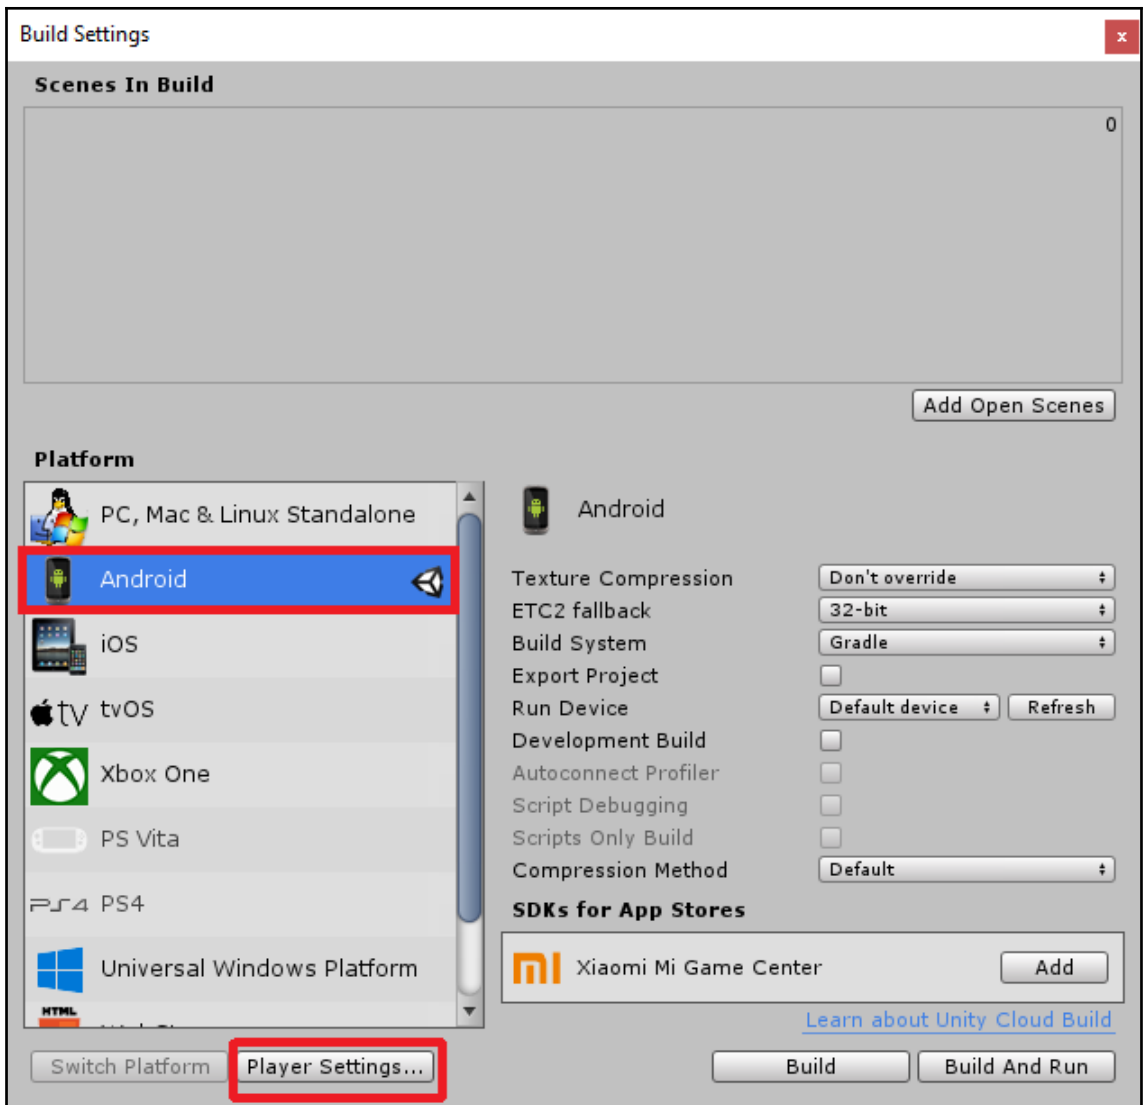 Build Settings
x
Scenes In Build
0
Add Open Scenes
Platform
PC, Mac & Linux Standalone
Android
iOS
tv tvOS
Xbox One
PS Vita
PS4 PS4
Universal Windows Platform
HTML
Android
Texture Compression Don't override
ETC2 fallback 32-bit
Build System Gradle
Export Project
Run Device Default device Refresh
Development Build
Autoconnect Profiler
Script Debugging
Scripts Only Build
Compression Method Default
SDKs for App Stores
MI Xiaomi Mi Game Center Add
Learn about Unity Cloud Build
Switch Platform Player Settings... Build Build And Run